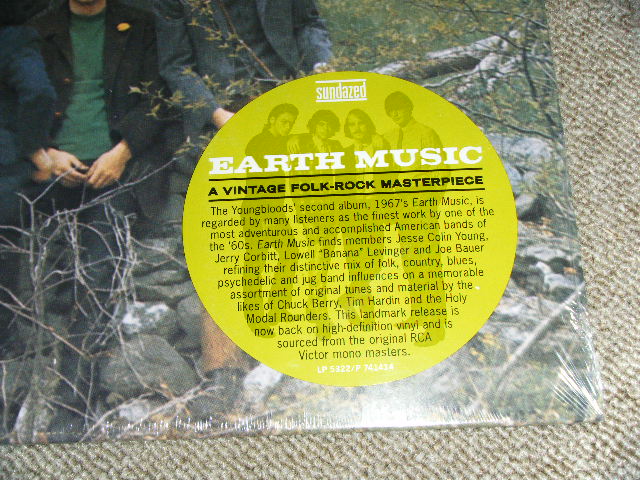 sundazed
EARTH MUSIC
A VINTAGE FOLK-ROCK MASTERPIECE
The Youngbloods' second album, 1967's Earth Music, is
regarded by many listeners as the finest work by one of the
most adventurous and accomplished American bands of
the '60s. Earth Music finds members Jesse Colin Young,
Jerry Corbitt, Lowell "Banana" Levinger and Joe Bauer
refining their distinctive mix of folk, country, blues,
psychedelic and jug band influences on a memorable
assortment of original tunes and material by the
likes of Chuck Berry, Tim Hardin and the Holy
Modal Rounders. This landmark release is
now back on high-definition vinyl and is
sourced from the original RCA
Victor mono masters.
LP 5322/P 741424